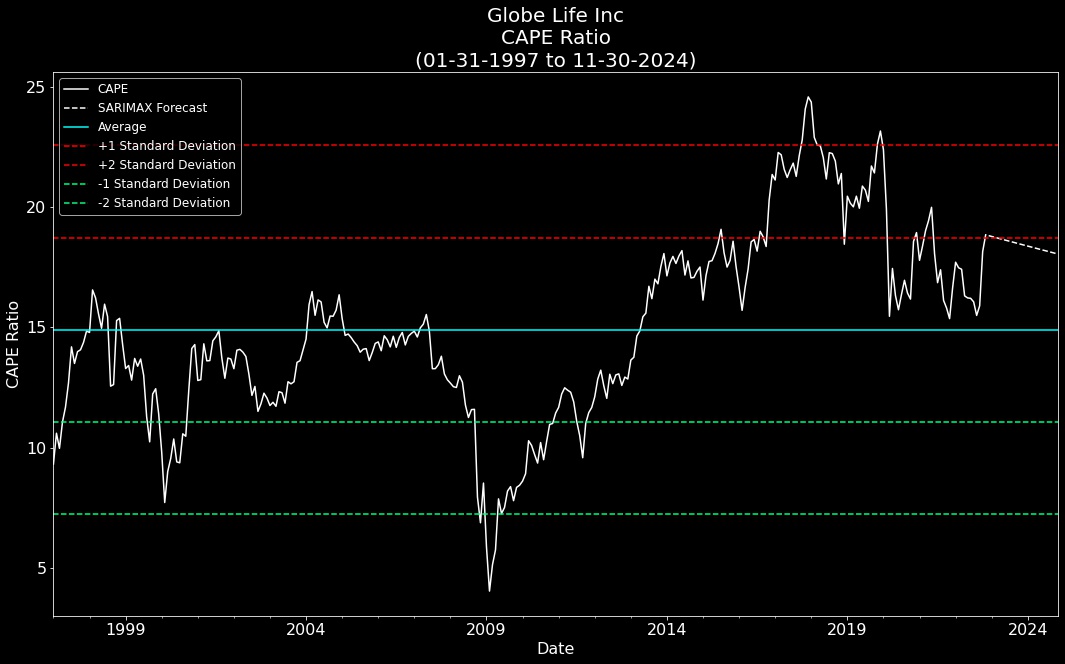 Globe Life Inc
CAPE Ratio
(01-31-1997 to 11-30-2024)
CAPE
SARIMAX Forecast
Average
+1 Standard Deviation
+2 Standard Deviation
-1 Standard Deviation
-2 Standard Deviation
25
20
15
10
5
CAPE Ratio
1999 2004 2009 2014 2019 2024
Date